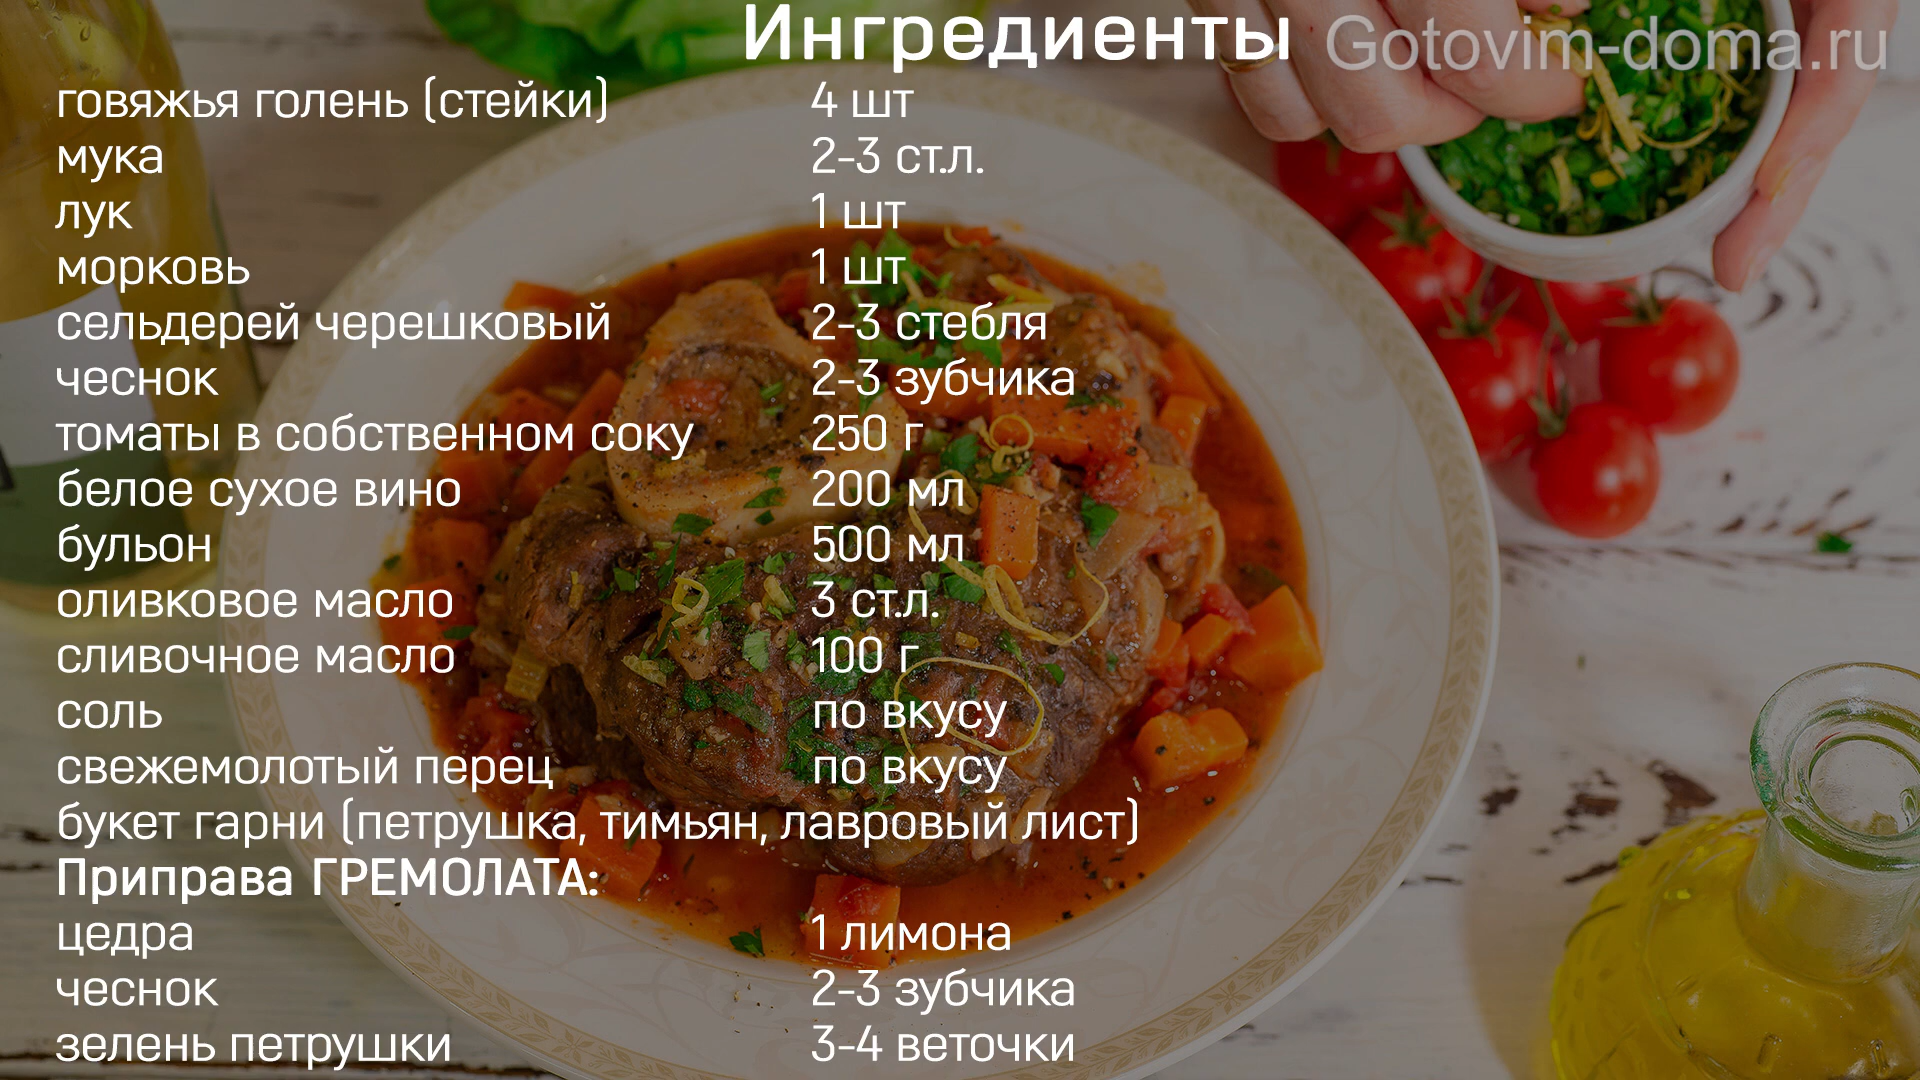 Ингредиенты
Gotovim-doma.ru
говяжья голень (стейки) 4 шт
мука 2-3 ст.л.
лук 1 шт
морковь 1 шт
сельдерей черешковый 2-3 стебля
чеснок 2-3 зубчика
томаты в собственном соку 250 г
белое сухое вино 200 мл
бульон 500 мл
оливковое масло 3 ст.л.
сливочное масло 100 г
соль по вкусу
свежемолотый перец по вкусу
букет гарни (петрушка, тимьян, лавровый лист)
Приправа ГРЕМОЛАТА:
цедра 1 лимона
чеснок 2-3 зубчика
зелень петрушки 3-4 веточки